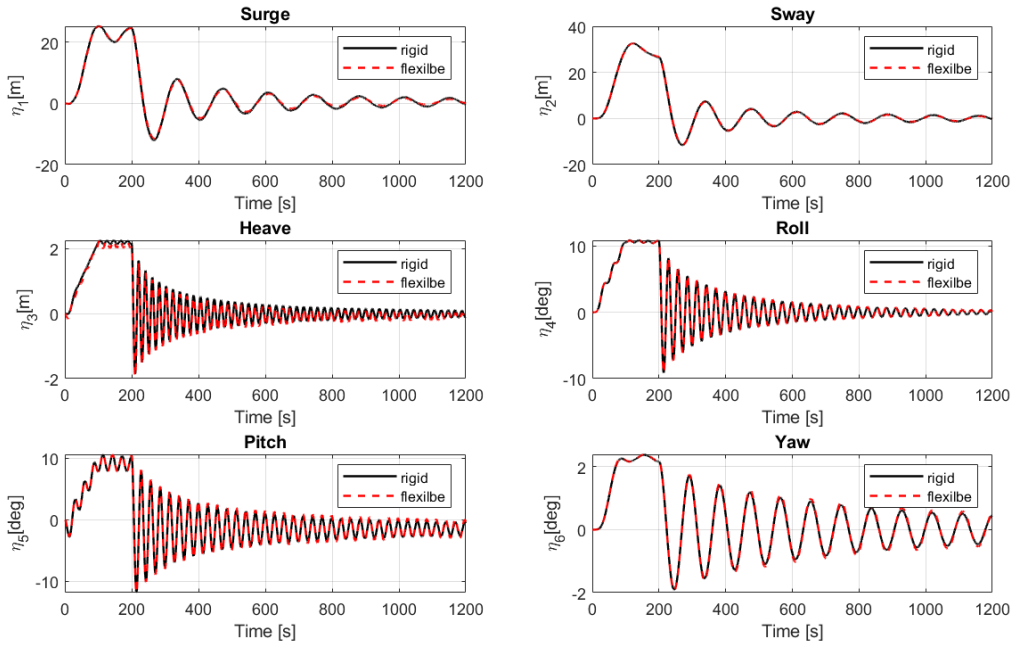 Surge
20
0
-20
η1[m]
rigid
flexilbe
0 200 400 600 800 1000 1200
Time [s]
Sway
40
20
0
-20
η2[m]
rigid
flexilbe
0 200 400 600 800 1000 1200
Time [s]
Heave
2
0
-2
η3[m]
rigid
flexilbe
0 200 400 600 800 1000 1200
Time [s]
Roll
10
0
-10
η4[deg]
rigid
flexilbe
0 200 400 600 800 1000 1200
Time [s]
Pitch
10
0
-10
η5[deg]
rigid
flexilbe
0 200 400 600 800 1000 1200
Time [s]
Yaw
2
0
-2
η6[deg]
rigid
flexilbe
0 200 400 600 800 1000 1200
Time [s]